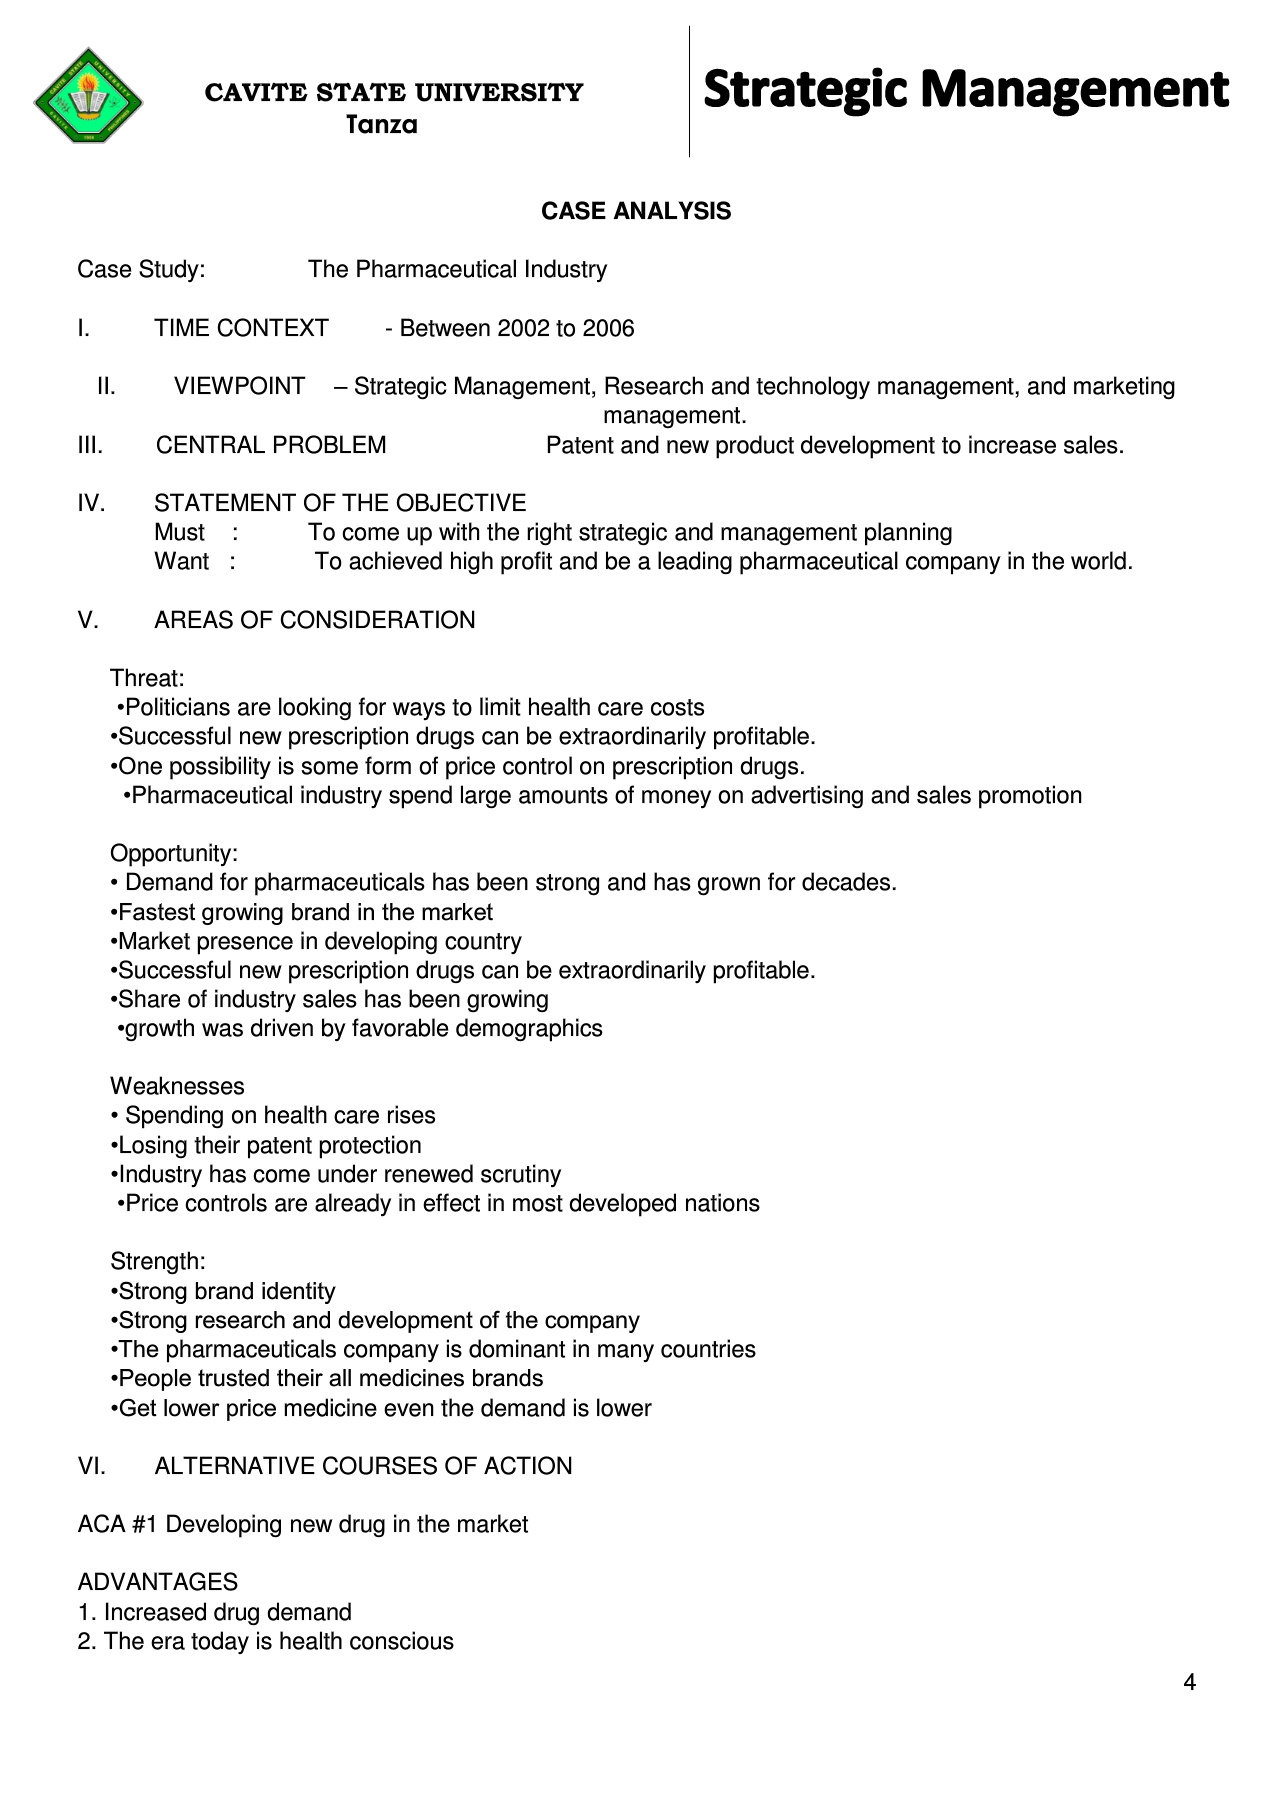 CAVITE STATE UNIVERSITY
Tanza
Strategic Management
CASE ANALYSIS
Case Study: The Pharmaceutical Industry
I. TIME CONTEXT - Between 2002 to 2006
II. VIEWPOINT – Strategic Management, Research and technology management, and marketing
management.
III. CENTRAL PROBLEM Patent and new product development to increase sales.
IV. STATEMENT OF THE OBJECTIVE
Must : To come up with the right strategic and management planning
Want : To achieved high profit and be a leading pharmaceutical company in the world.
V. AREAS OF CONSIDERATION
Threat:
•Politicians are looking for ways to limit health care costs
•Successful new prescription drugs can be extraordinarily profitable.
•One possibility is some form of price control on prescription drugs.
•Pharmaceutical industry spend large amounts of money on advertising and sales promotion
Opportunity:
• Demand for pharmaceuticals has been strong and has grown for decades.
•Fastest growing brand in the market
•Market presence in developing country
•Successful new prescription drugs can be extraordinarily profitable.
•Share of industry sales has been growing
•growth was driven by favorable demographics
Weaknesses
• Spending on health care rises
•Losing their patent protection
•Industry has come under renewed scrutiny
•Price controls are already in effect in most developed nations
Strength:
•Strong brand identity
•Strong research and development of the company
•The pharmaceuticals company is dominant in many countries
•People trusted their all medicines brands
•Get lower price medicine even the demand is lower
VI. ALTERNATIVE COURSES OF ACTION
ACA #1 Developing new drug in the market
ADVANTAGES
1. Increased drug demand
2. The era today is health conscious
4